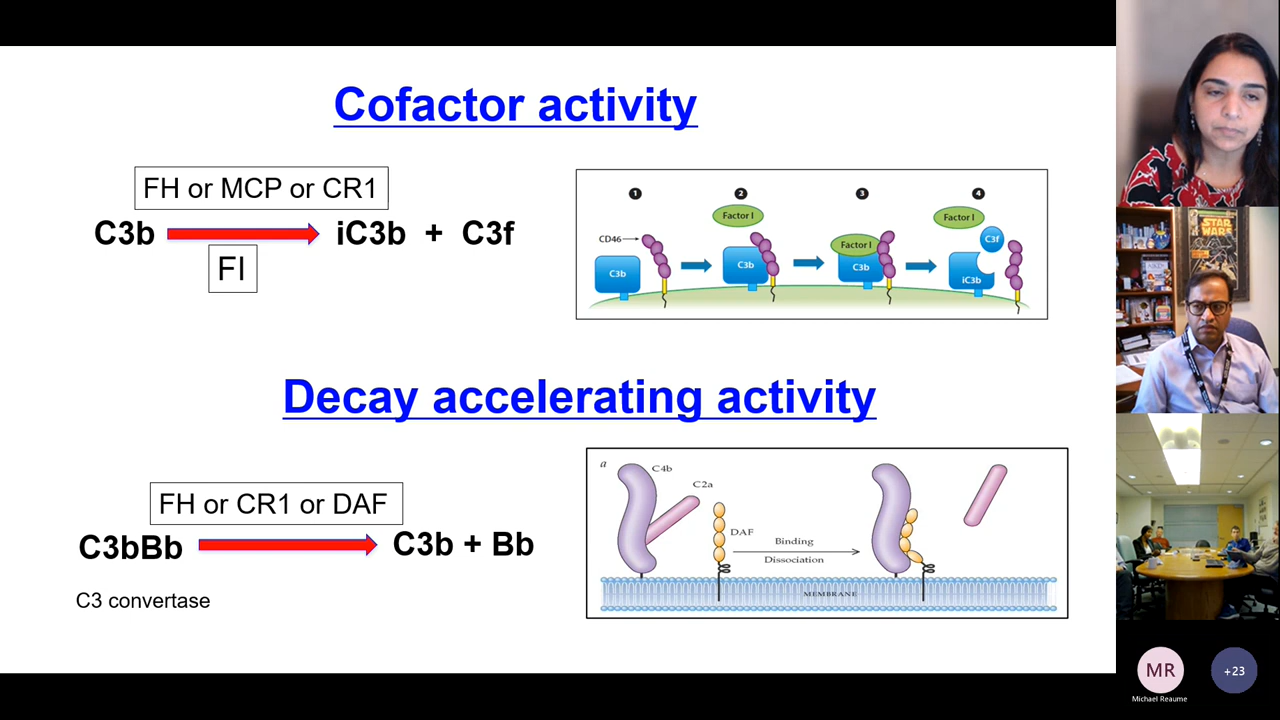 Cofactor activity
FH or MCP or CR1
C3b iC3b + C3f
FI
1 2 3 4
Factor I Factor I
CD46 C3f
Factor I
C3b C3b C3b iC3b
Decay accelerating activity
FH or CR1 or DAF
C3bBb C3b + Bb
C3 convertase
a C4b
C2a
DAF
Binding
Dissociation
MEMBRANE
STAR WARS
MR +23
Michael Reaume